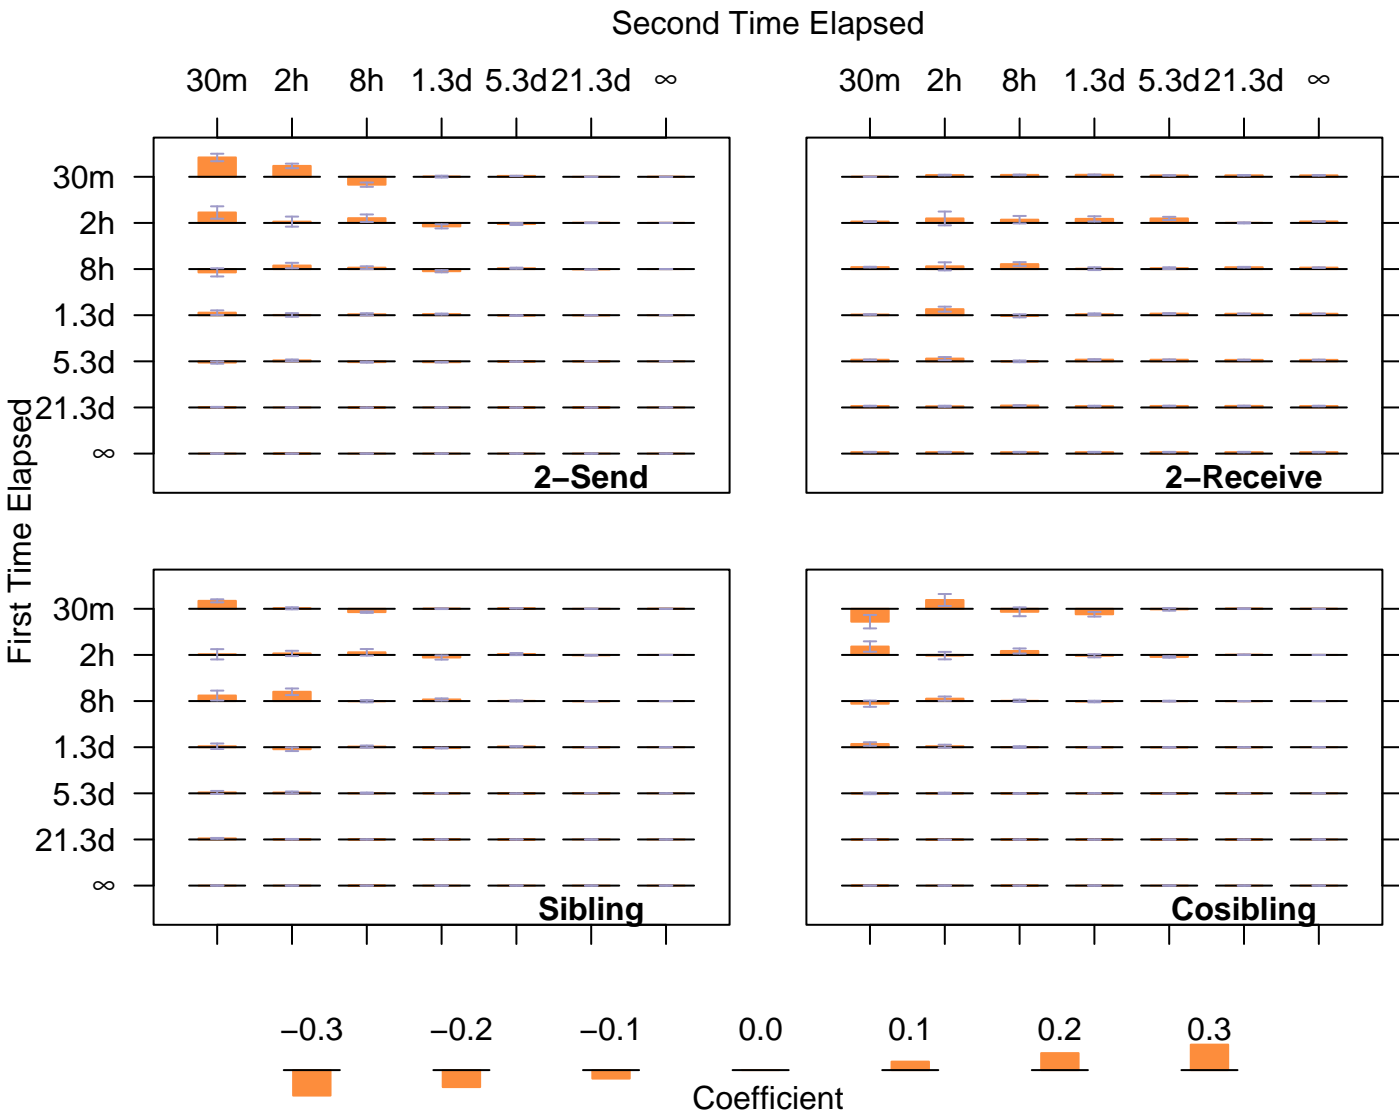 Second Time Elapsed
30m 2h 8h 1.3d 5.3d 21.3d ∞
30m 2h 8h 1.3d 5.3d 21.3d ∞
First Time Elapsed
30m
2h
8h
1.3d
5.3d
21.3d
∞
2−Send
2−Receive
30m
2h
8h
1.3d
5.3d
21.3d
∞
Sibling
Cosibling
−0.3 −0.2 −0.1 0.0 0.1 0.2 0.3
Coefficient